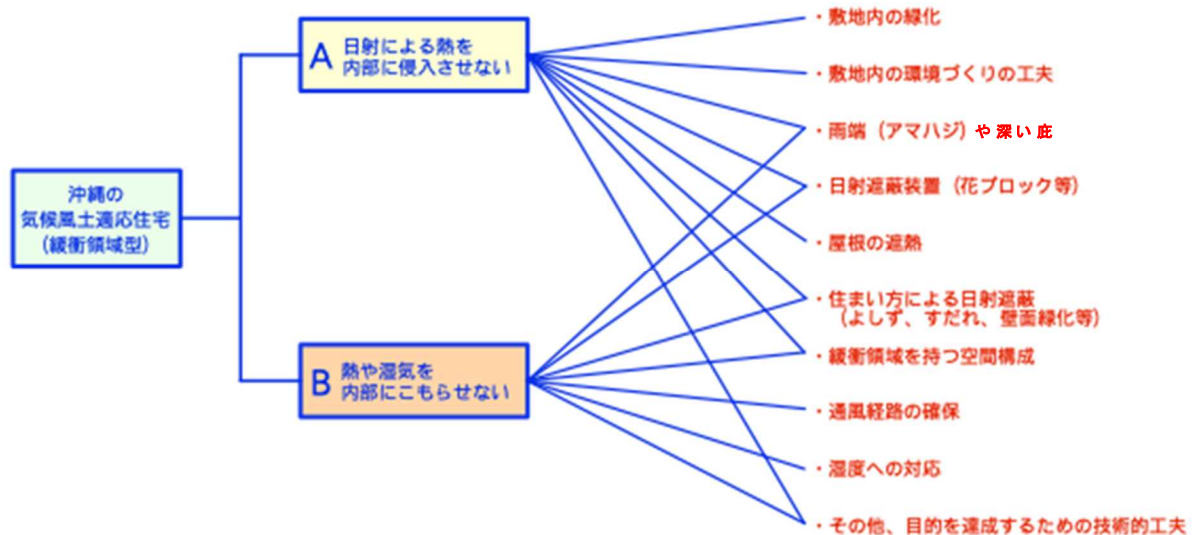 沖縄の
気候風土適応住宅
(緩衝領域型)
A 日射による熱を
内部に侵入させない
B 熱や湿気を
内部にこもらせない
・敷地内の緑化
・敷地内の環境づくりの工夫
・雨端（アマハジ）や深い庇
・日射遮蔽装置（花ブロック等）
・屋根の遮熱
・住まい方による日射遮蔽
（よしず、すだれ、壁面緑化等）
・緩衝領域を持つ空間構成
・通風経路の確保
・湿度への対応
・その他、目的を達成するための技術的工夫